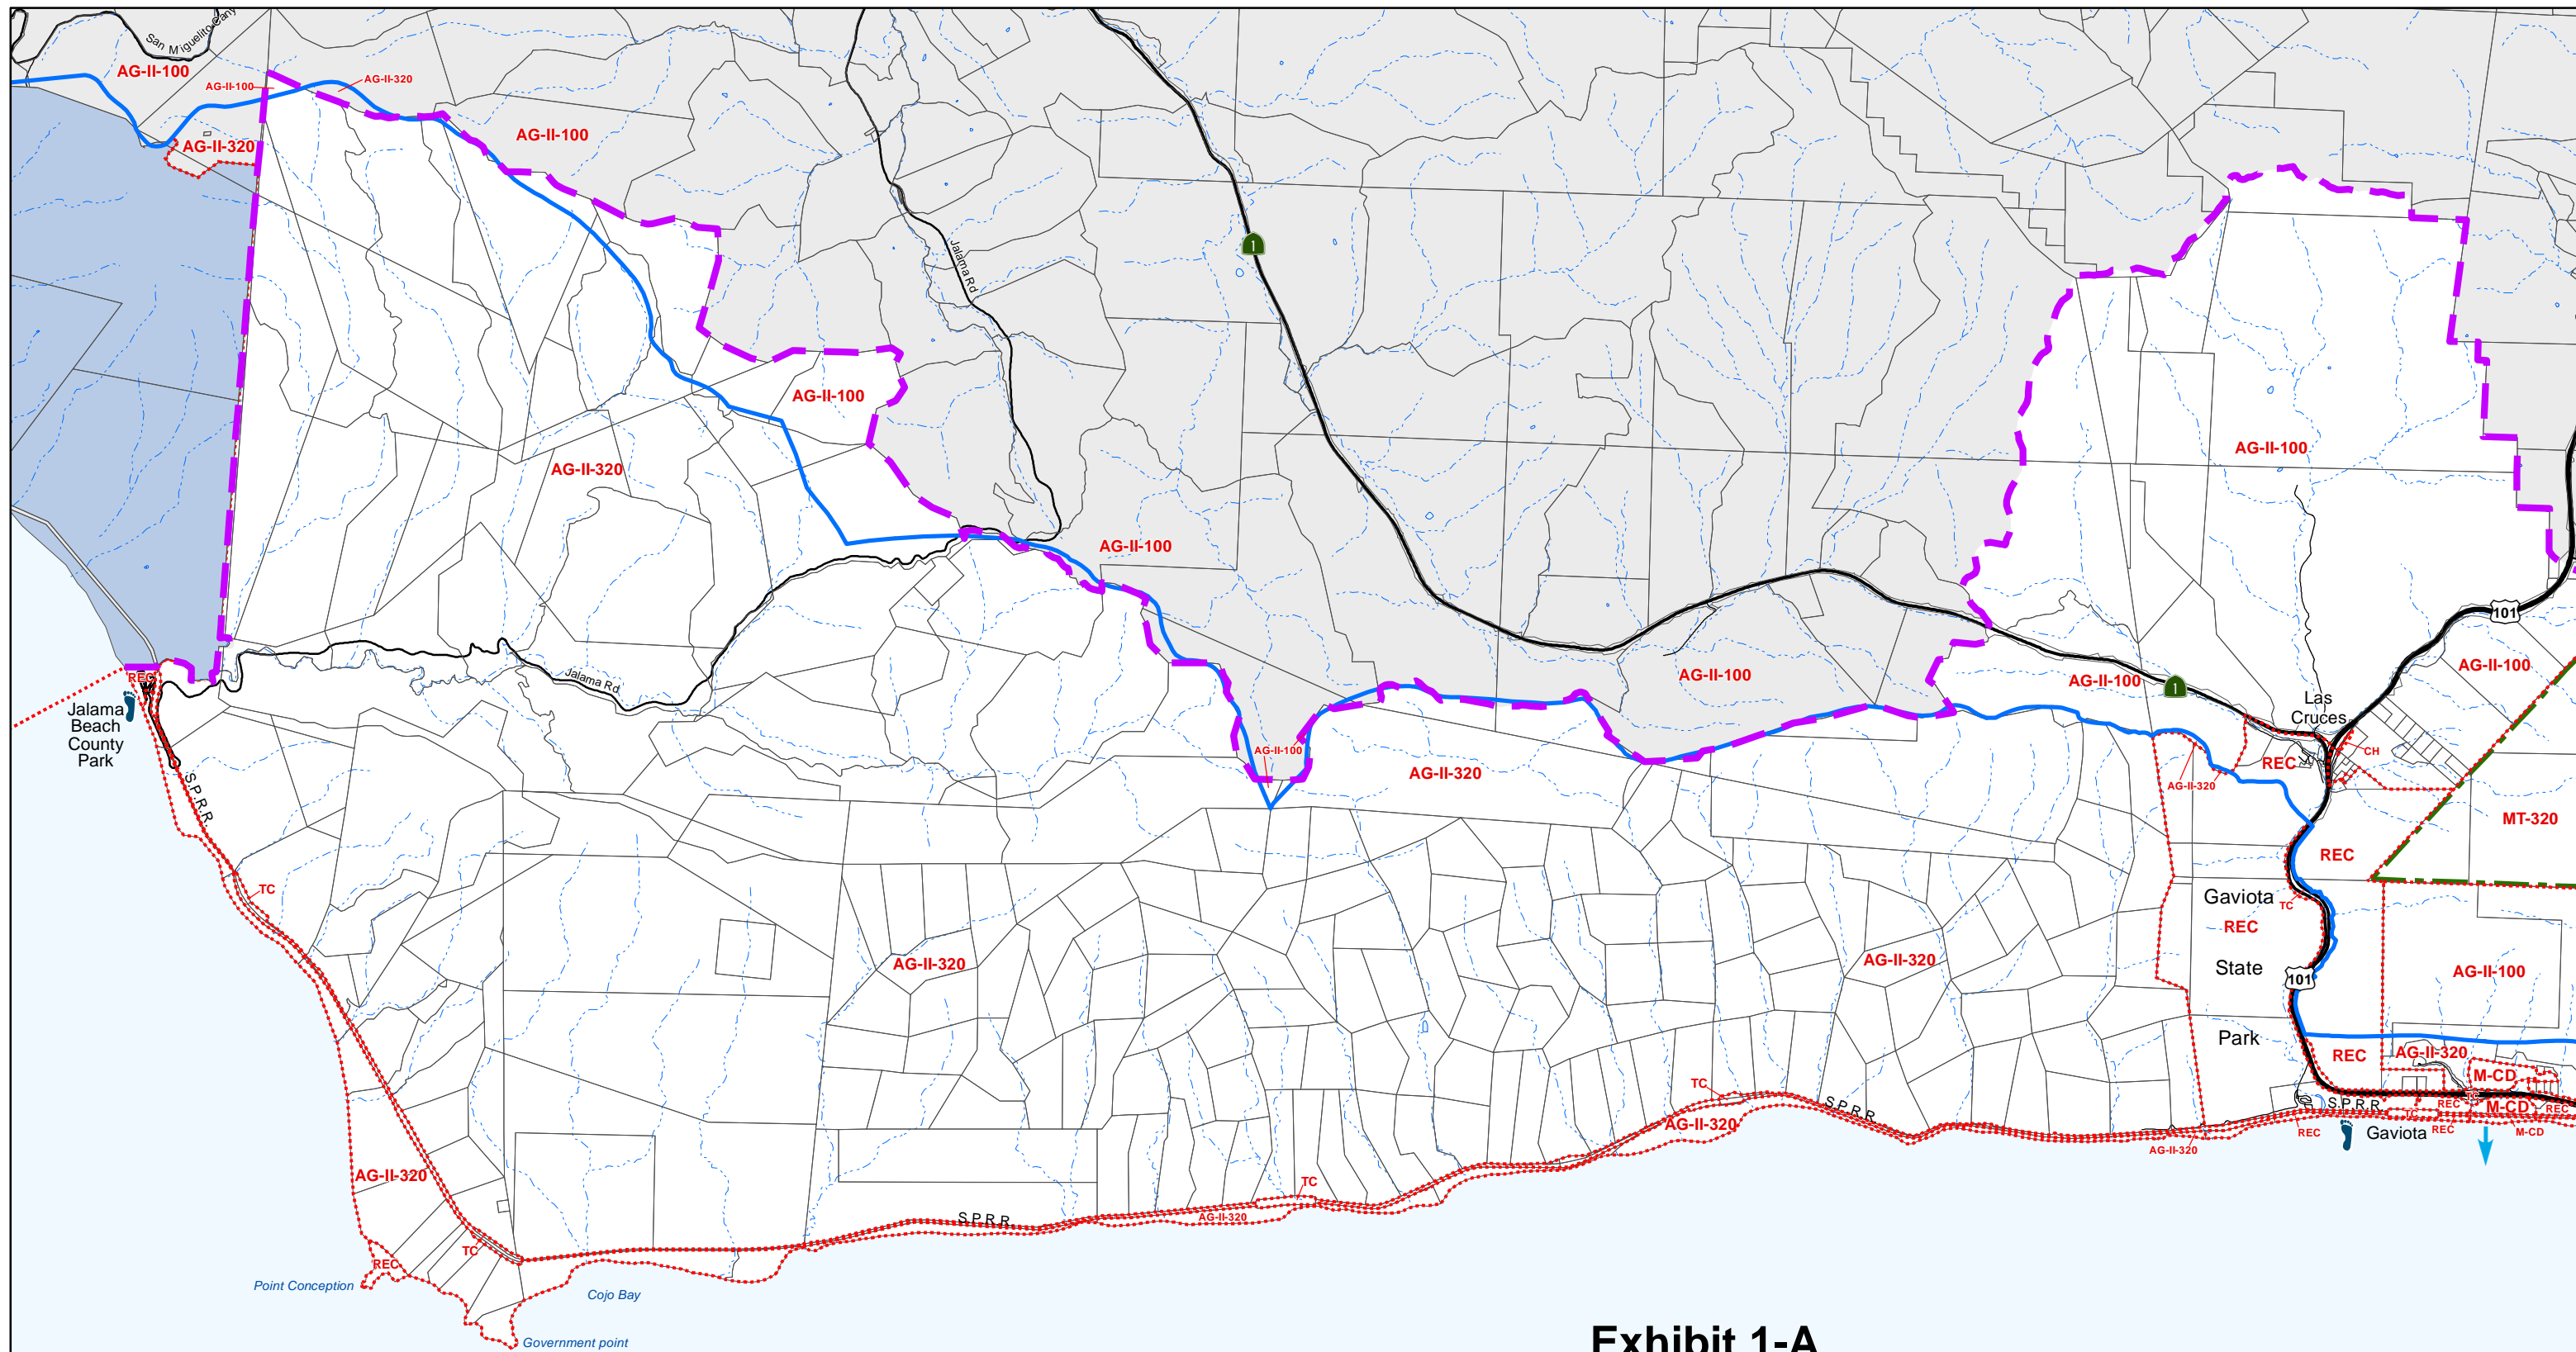 San Miguelito Cany
AG-II-100
AG-II-100
AG-II-320
AG-II-320
AG-II-100
1
Jalama Rd
AG-II-100
AG-II-320
AG-II-100
AG-II-100
101
AG-II-100
AG-II-100
AG-II-100
1
Las
Cruces
CH
REC
AG-II-320
Jalama Rd
REC
Jalama
Beach
County
Park
S.P.R.R.
AG-II-100
AG-II-320
MT-320
REC
TC
Gaviota
TC
REC
State
101
Park
AG-II-320
AG-II-320
AG-II-100
REC
AG-II-320
M-CD
TC
S.P.R.R.
AG-II-320
S.P.R.R.
TC
REC
TC
M-CD
REC
REC
Gaviota
REC
M-CD
AG-II-320
AG-II-320
TC
AG-II-320
S.P.R.R.
TC
REC
Point Conception
Cojo Bay
Government point
Exhibit 1-A